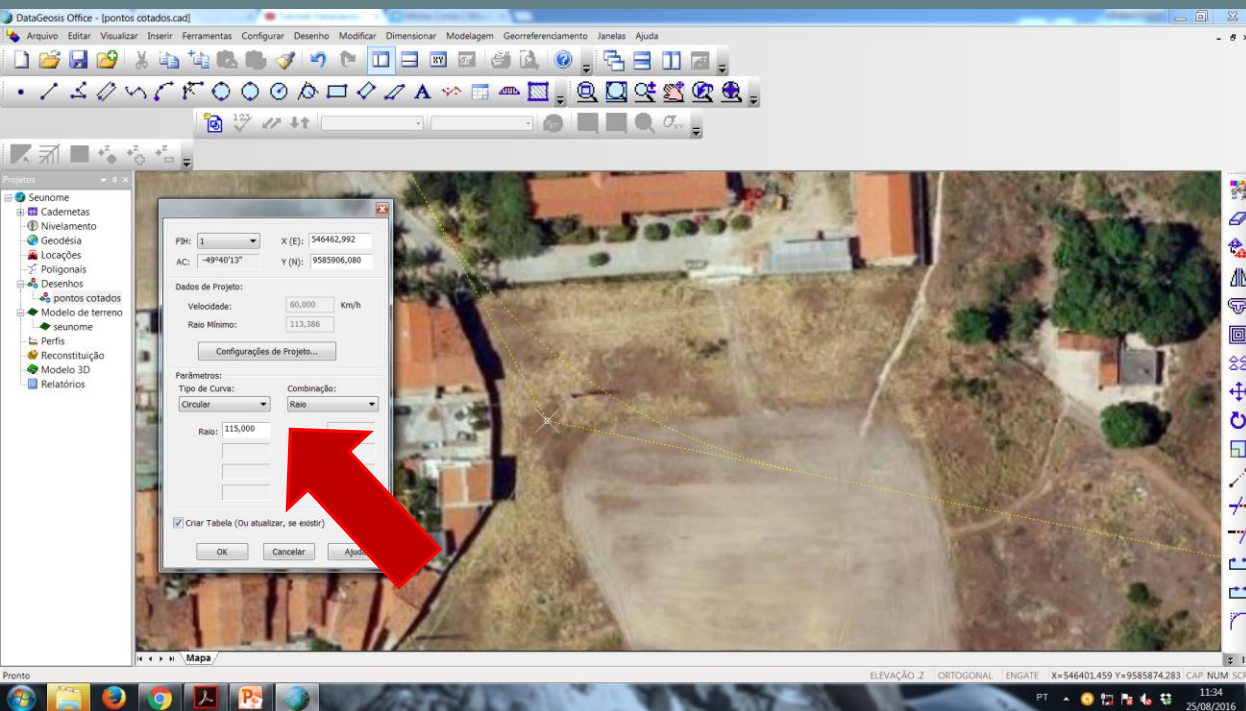 DataGeosis Office - [pontos cotados.cad]
Arquivo Editar Visualizar Inserir Ferramentas Configurar Desenho Modificar Dimensionar Modelagem Georreferenciamento Janelas Ajuda
Projetos
Seunome
Cadernetas
Nivelamento
Geodésia
Locações
Poligonais
Desenhos
pontos cotados
Modelo de terreno
seunome
Perfis
Reconstituição
Modelo 3D
Relatórios
PIH: 1 X (E): 546462,992
AC: -49°40'13" Y (N): 9585906,080
Dados de Projeto:
Velocidade: 60,000 Km/h
Raio Mínimo: 113,386
Configurações de Projeto...
Parâmetros:
Tipo de Curva: Combinação:
Circular Raio
Raio: 115,000
Criar Tabela (Ou atualizar, se existir)
OK Cancelar Ajuda
Mapa
Pronto ELEVAÇÃO .Z ORTOGONAL ENGATE X=546401.459 Y=9585874.283 CAP NUM SCR
PT 11:34
25/08/2016